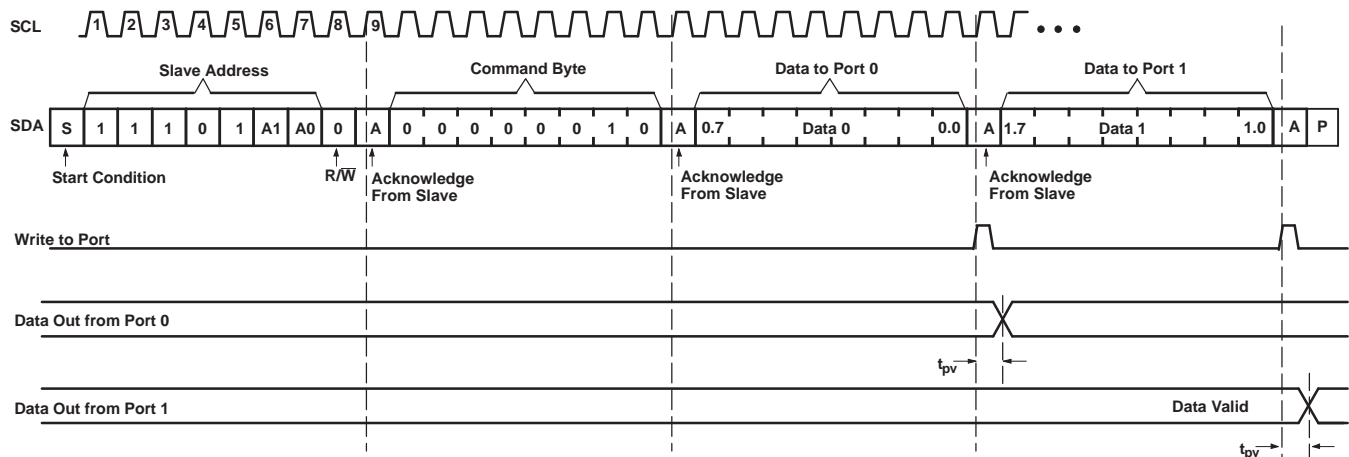 SCL 1 2 3 4 5 6 7 8 9
Slave Address Command Byte Data to Port 0 Data to Port 1
SDA S 1 1 1 0 1 A1 A0 0 A 0 0 0 0 0 0 1 0 A 0.7 Data 0 0.0 A 1.7 Data 1 1.0 A P
Start Condition R/W̅ Acknowledge From Slave Acknowledge From Slave Acknowledge From Slave
Write to Port
Data Out from Port 0
tpv
Data Out from Port 1 Data Valid
tpv